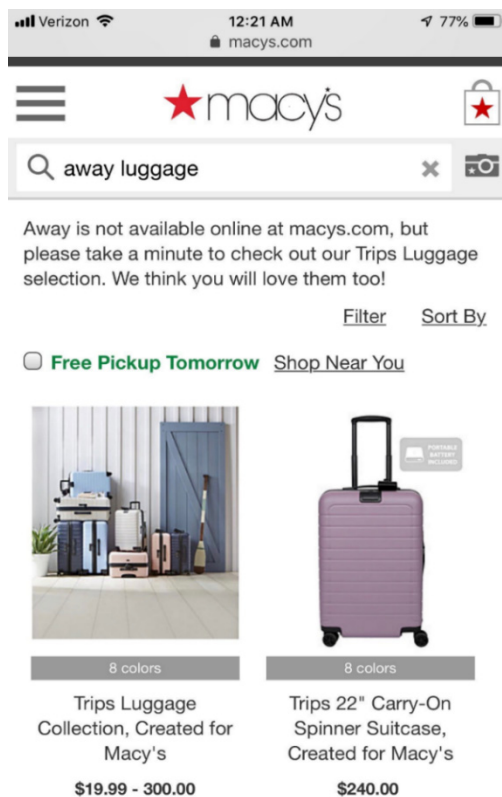 Verizon 12:21 AM 77%
macys.com
macy's
away luggage
Away is not available online at macys.com, but
please take a minute to check out our Trips Luggage
selection. We think you will love them too!
Filter Sort By
Free Pickup Tomorrow Shop Near You
PORTABLE
BATTERY
INCLUDED
8 colors 8 colors
Trips Luggage
Collection, Created for
Macy's
$19.99 - 300.00
Trips 22" Carry-On
Spinner Suitcase,
Created for Macy's
$240.00